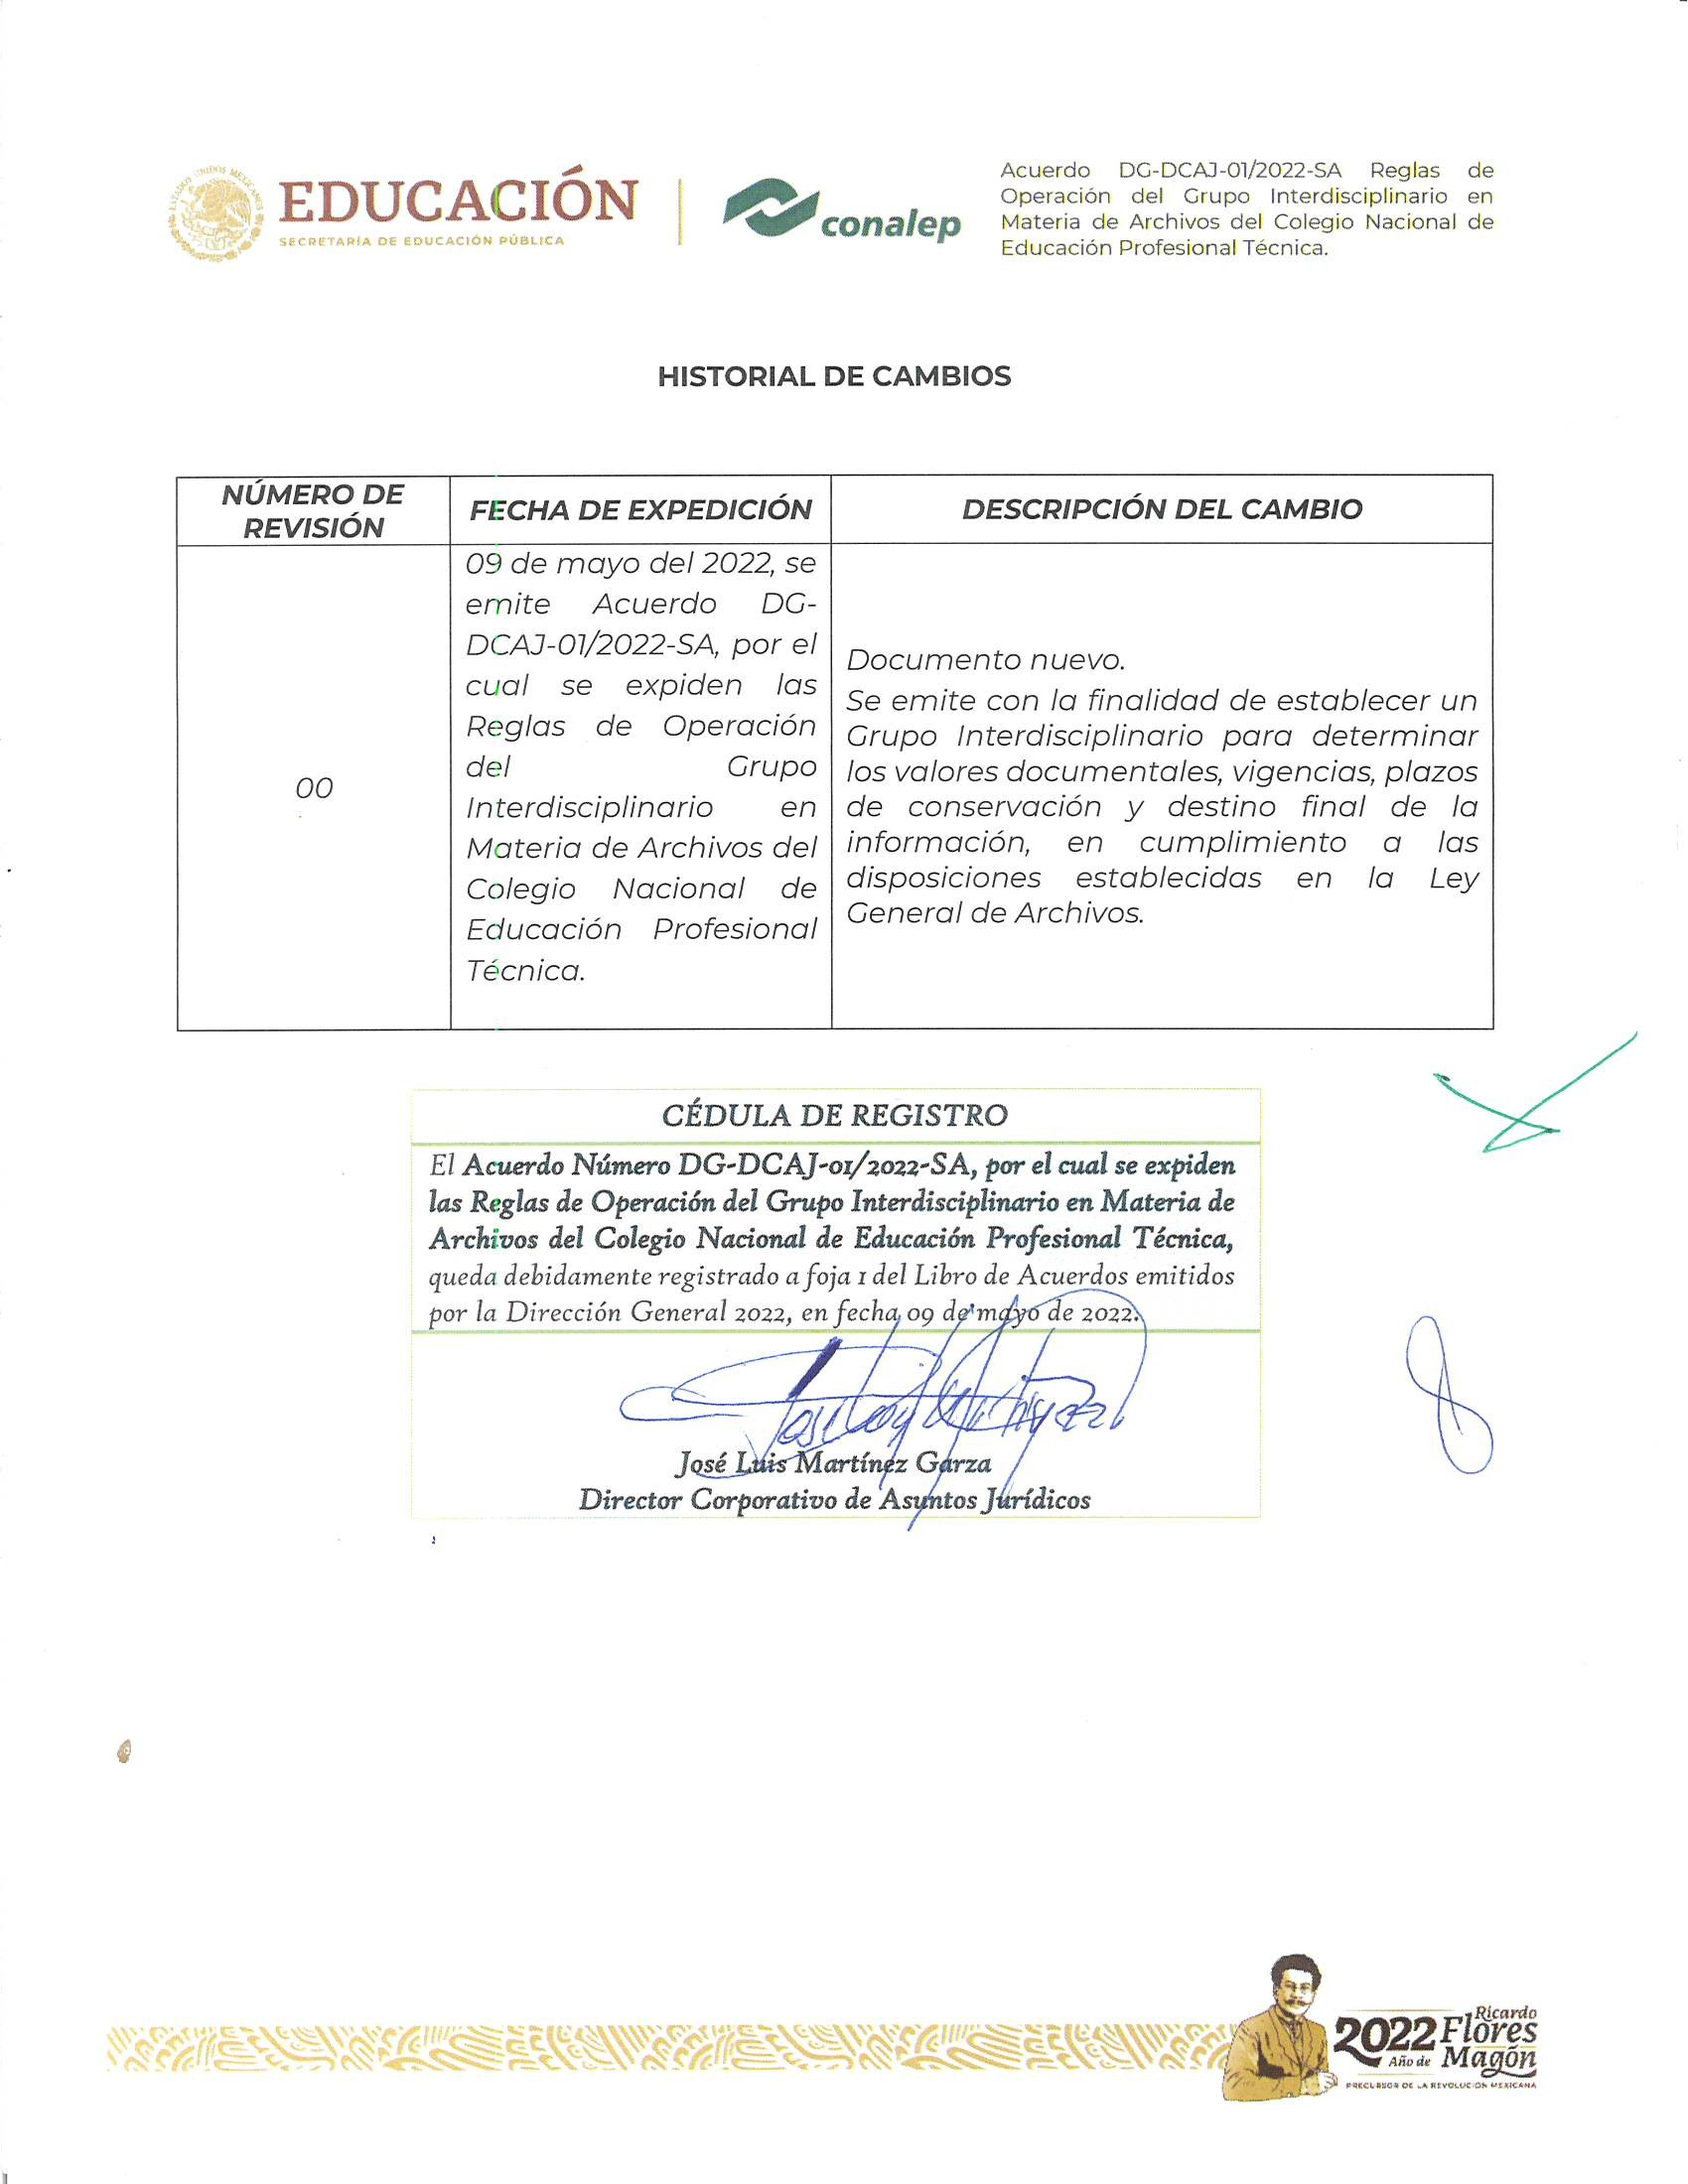 EDUCACIÓN
SECRETARÍA DE EDUCACIÓN PÚBLICA
conalep
Acuerdo DG-DCAJ-01/2022-SA Reglas de
Operación del Grupo Interdisciplinario en
Materia de Archivos del Colegio Nacional de
Educación Profesional Técnica.
HISTORIAL DE CAMBIOS
NÚMERO DE
REVISIÓN
FECHA DE EXPEDICIÓN
DESCRIPCIÓN DEL CAMBIO
00
09 de mayo del 2022, se
emite Acuerdo DG-
DCAJ-01/2022-SA, por el
cual se expiden las
Reglas de Operación
del Grupo
Interdisciplinario en
Materia de Archivos del
Colegio Nacional de
Educación Profesional
Técnica.
Documento nuevo.
Se emite con la finalidad de establecer un
Grupo Interdisciplinario para determinar
los valores documentales, vigencias, plazos
de conservación y destino final de la
información, en cumplimiento a las
disposiciones establecidas en la Ley
General de Archivos.
CÉDULA DE REGISTRO
El Acuerdo Número DG-DCAJ-01/2022-SA, por el cual se expiden
las Reglas de Operación del Grupo Interdisciplinario en Materia de
Archivos del Colegio Nacional de Educación Profesional Técnica,
queda debidamente registrado a foja 1 del Libro de Acuerdos emitidos
por la Dirección General 2022, en fecha 09 de mayo de 2022.
José Luis Martínez Garza
Director Corporativo de Asuntos Jurídicos
2022
Año de
Ricardo
Flores
Magón
PRECURSOR DE LA REVOLUCIÓN MEXICANA